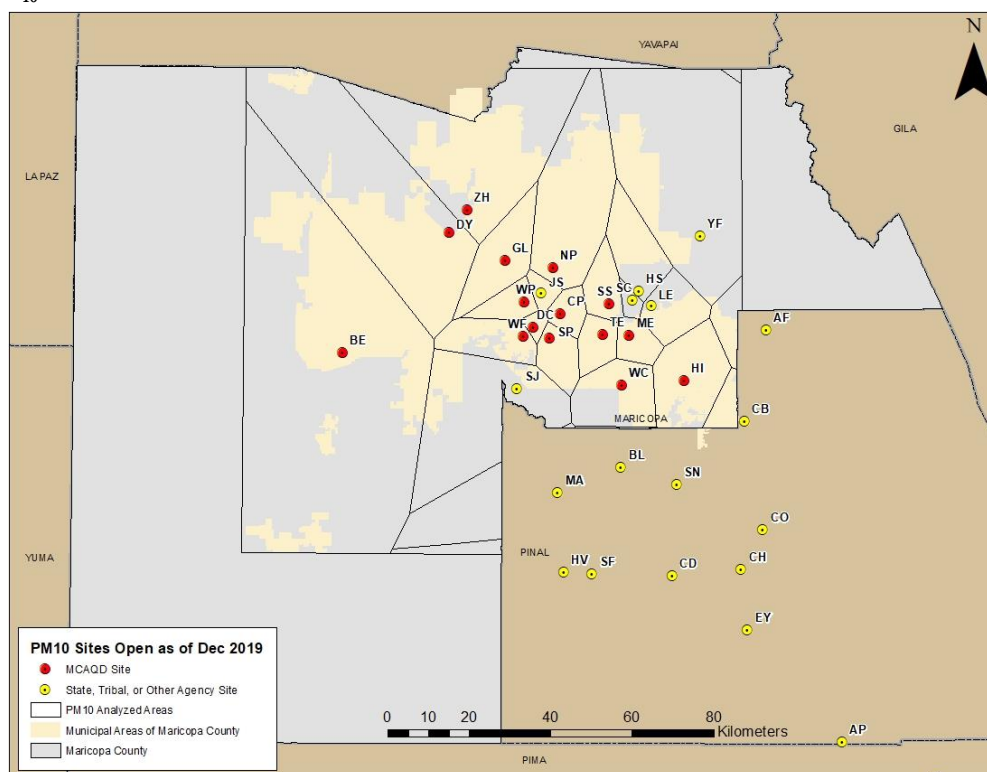 10
N
YAVAPAI
GILA
LA PAZ
ZH
DY
YF
GL
NP
JS
HS
SC
WP
CP
SS
LE
DC
WF
SP
TE
ME
AF
BE
SJ
WC
HI
MARICOPA
CB
BL
SN
MA
CO
YUMA
PINAL
HV
SF
CD
CH
EY
PM10 Sites Open as of Dec 2019
MCAQD Site
State, Tribal, or Other Agency Site
PM10 Analyzed Areas
Municipal Areas of Maricopa County
Maricopa County
0 5 10 20 30 40 60 80
Kilometers
AP
PIMA